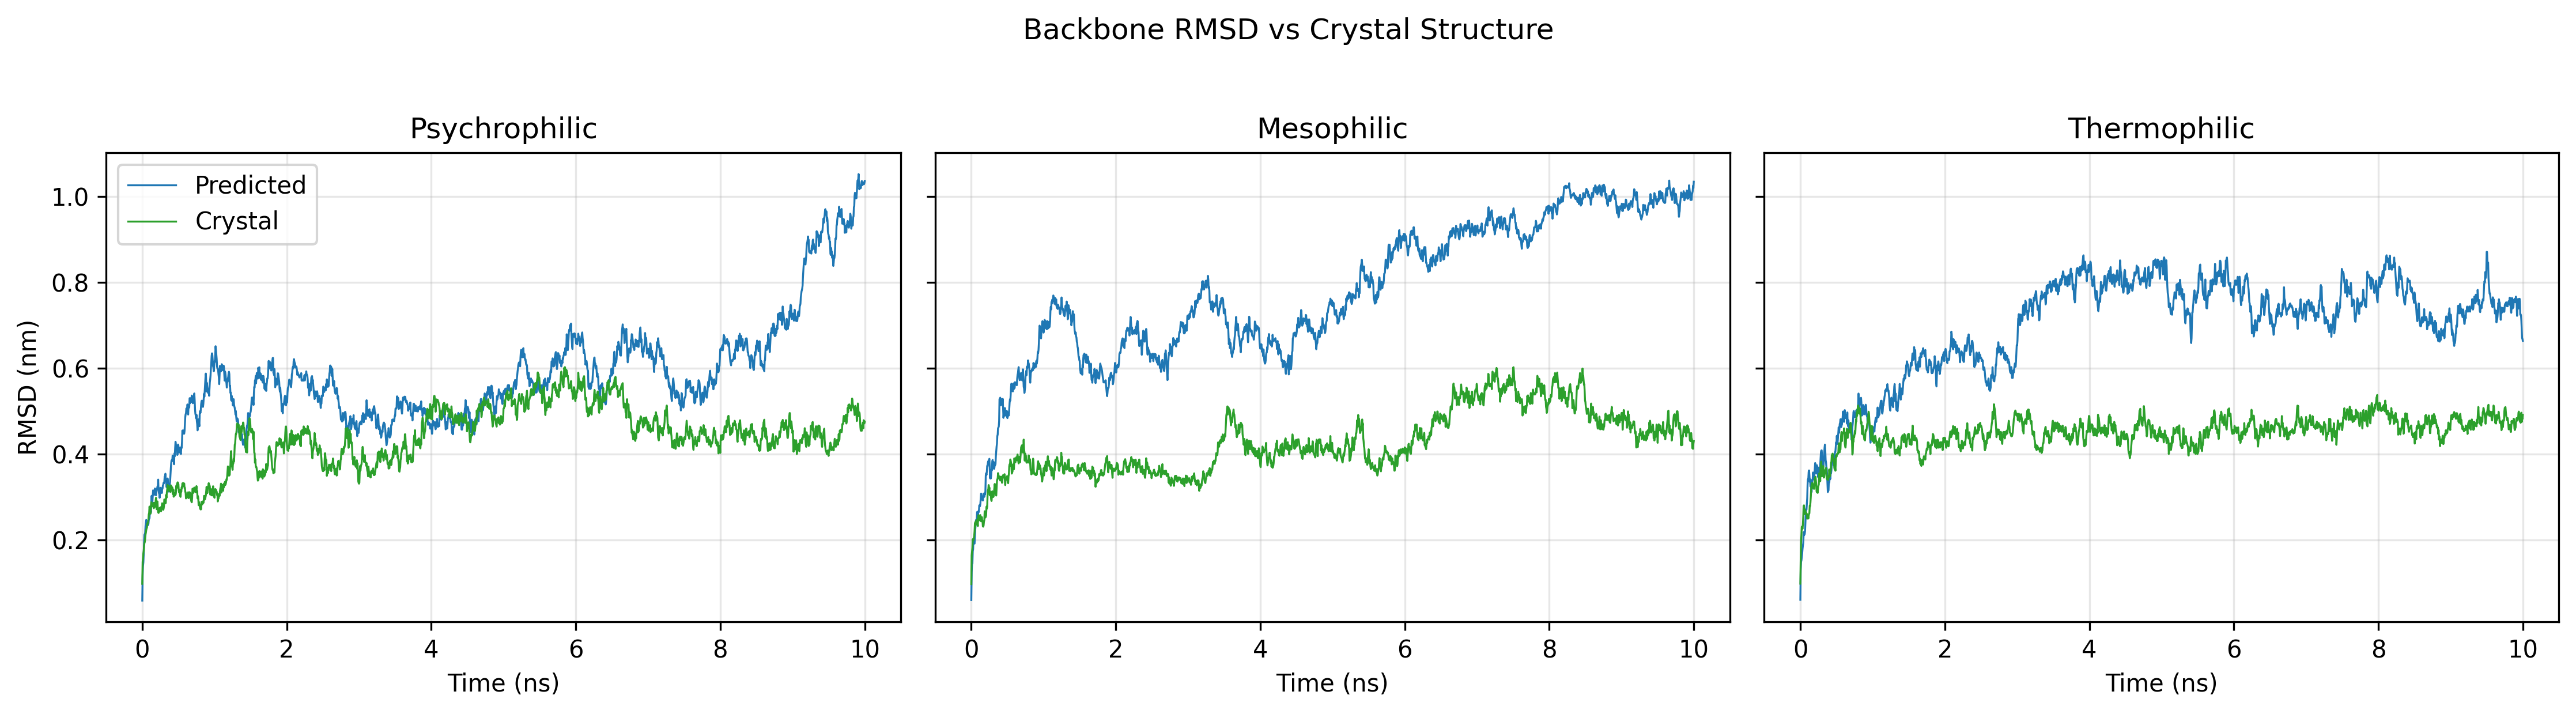 Backbone RMSD vs Crystal Structure
Psychrophilic
Mesophilic
Thermophilic
Predicted
Crystal
RMSD (nm)
1.0
0.8
0.6
0.4
0.2
0 2 4 6 8 10
0 2 4 6 8 10
0 2 4 6 8 10
Time (ns)
Time (ns)
Time (ns)